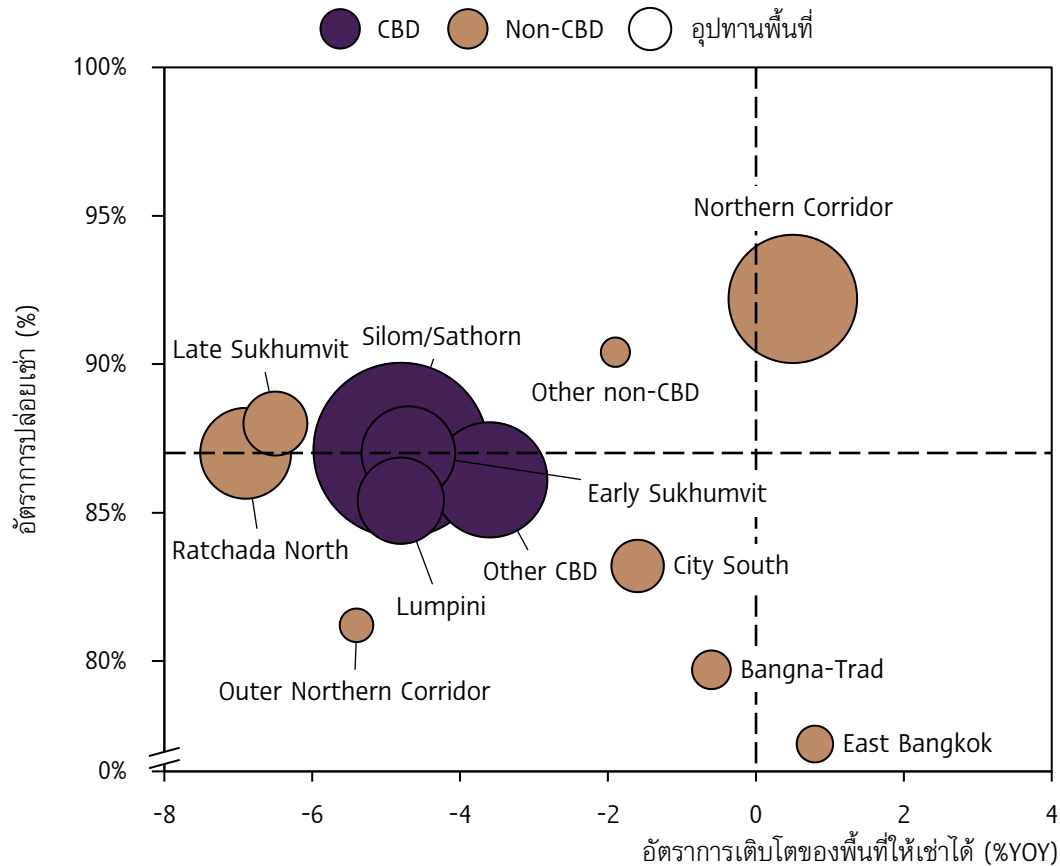 CBD Non-CBD อุปทานพื้นที่
100%
95%
90%
85%
80%
0%
อัตราการปล่อยเช่า (%)
Northern Corridor
Silom/Sathorn
Late Sukhumvit
Other non-CBD
Early Sukhumvit
Ratchada North
Other CBD
City South
Lumpini
Bangna-Trad
Outer Northern Corridor
East Bangkok
-8 -6 -4 -2 0 2 4
อัตราการเติบโตของพื้นที่ให้เช่าได้ (%YOY)